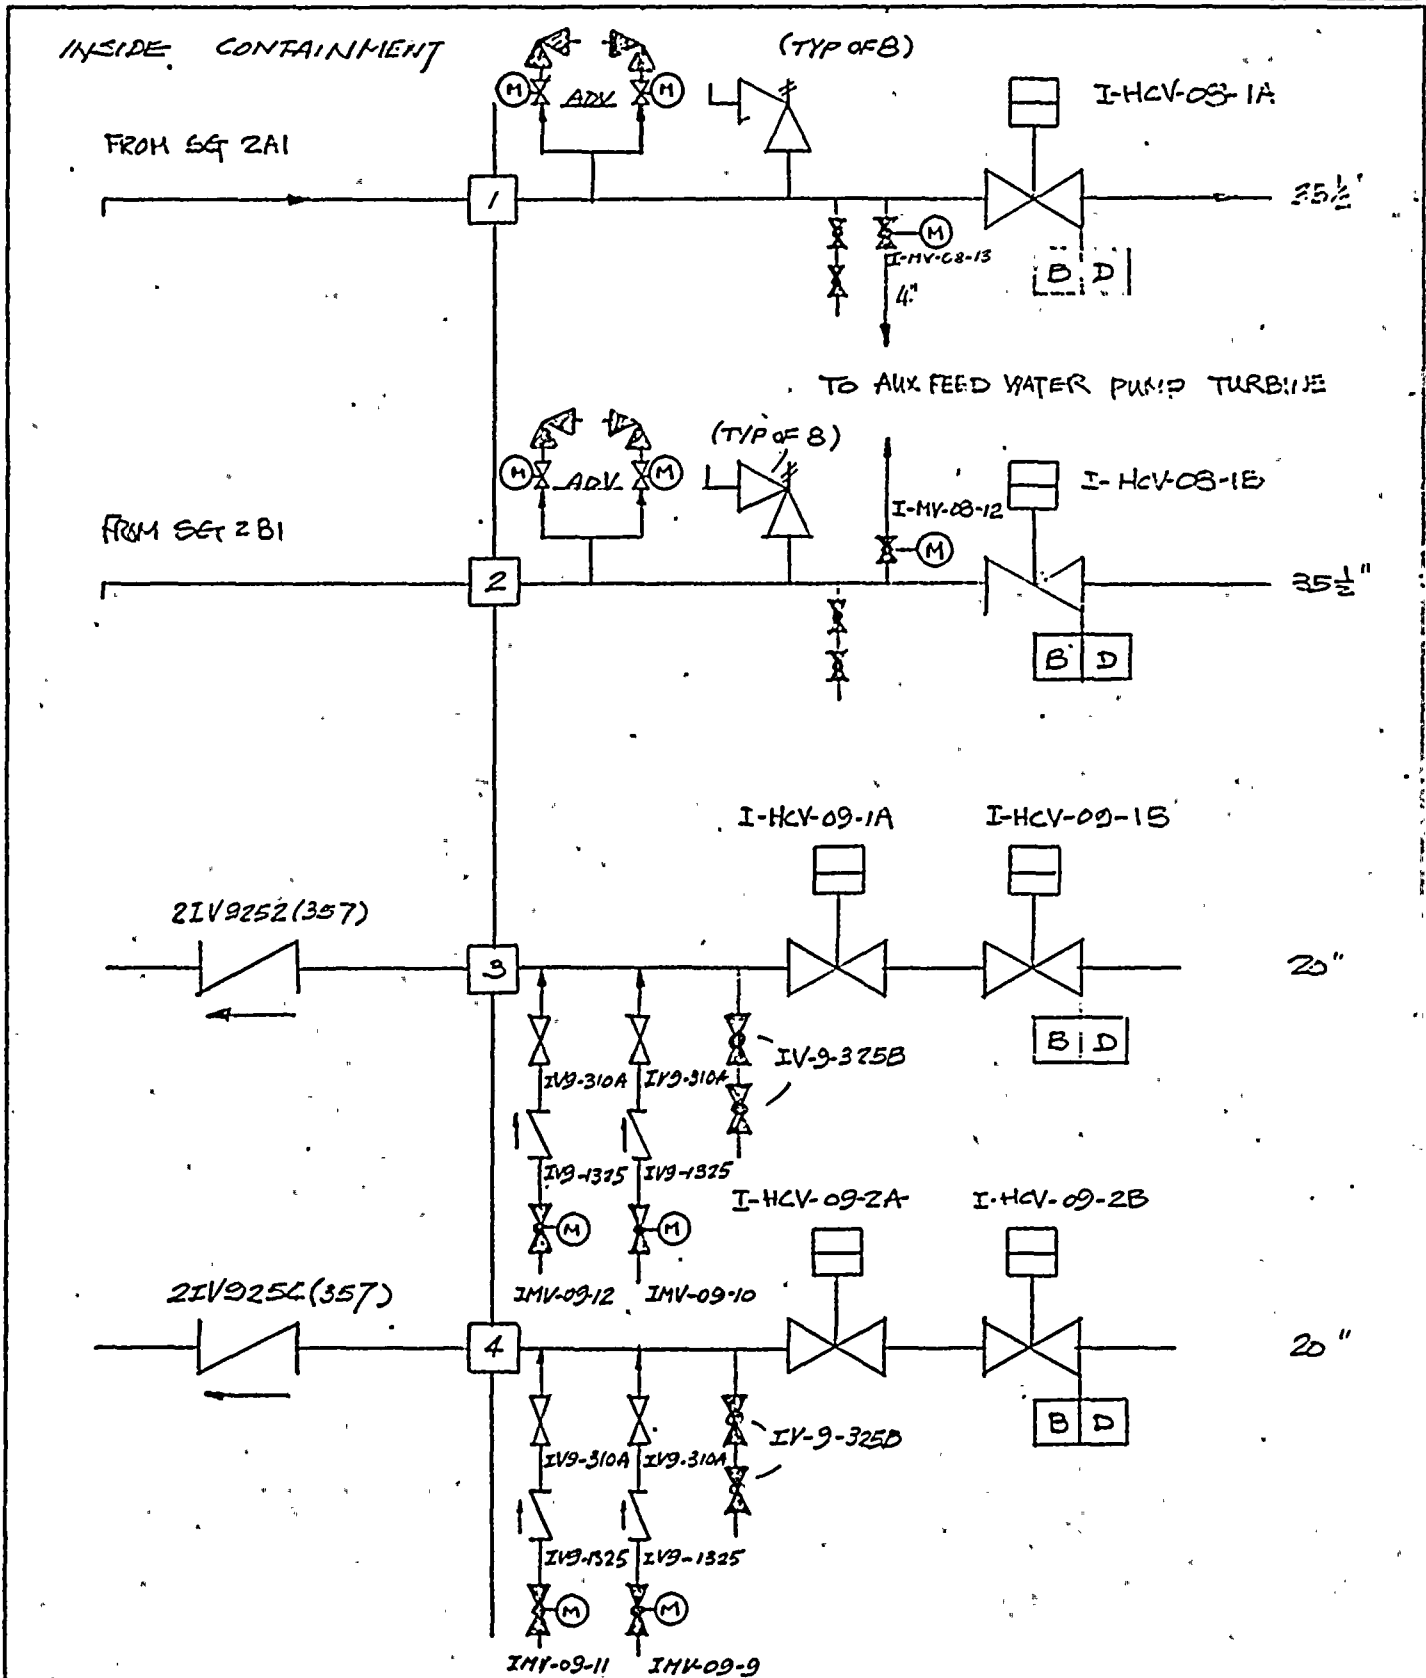 INSIDE CONTAINMENT
(TYP OF 8)
I-HCV-08-1A
M ADV M
FROM SG 2A1
1
35½"
M
I-MV-08-13
4"
B D
TO AUX FEED WATER PUMP TURBINE
(TYP OF 8)
I-HCV-08-1B
M ADV M
I-MV-08-12
FROM SG 2B1
M
2
35½"
B D
I-HCV-09-1A
I-HCV-09-1B
2IV9252(357)
3
20"
B D
IV9-310A
IV9-310A
IV-9-325B
IV9-1325
IV9-1325
I-HCV-09-2A
I-HCV-09-2B
M
M
IMV-09-12
IMV-09-10
4
20"
B D
IV9-310A
IV9-310A
IV-9-325B
IV9-1325
IV9-1325
M
M
IMV-09-11
IMV-09-9